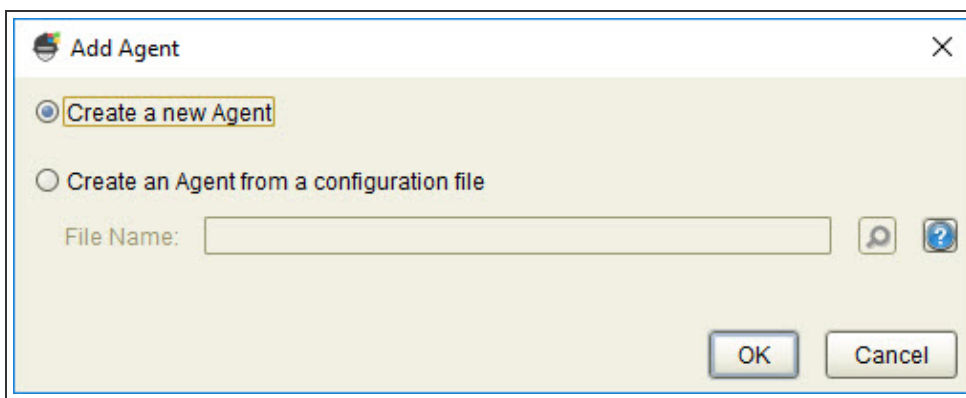 Add Agent
Create a new Agent
Create an Agent from a configuration file
File Name:
?
OK Cancel